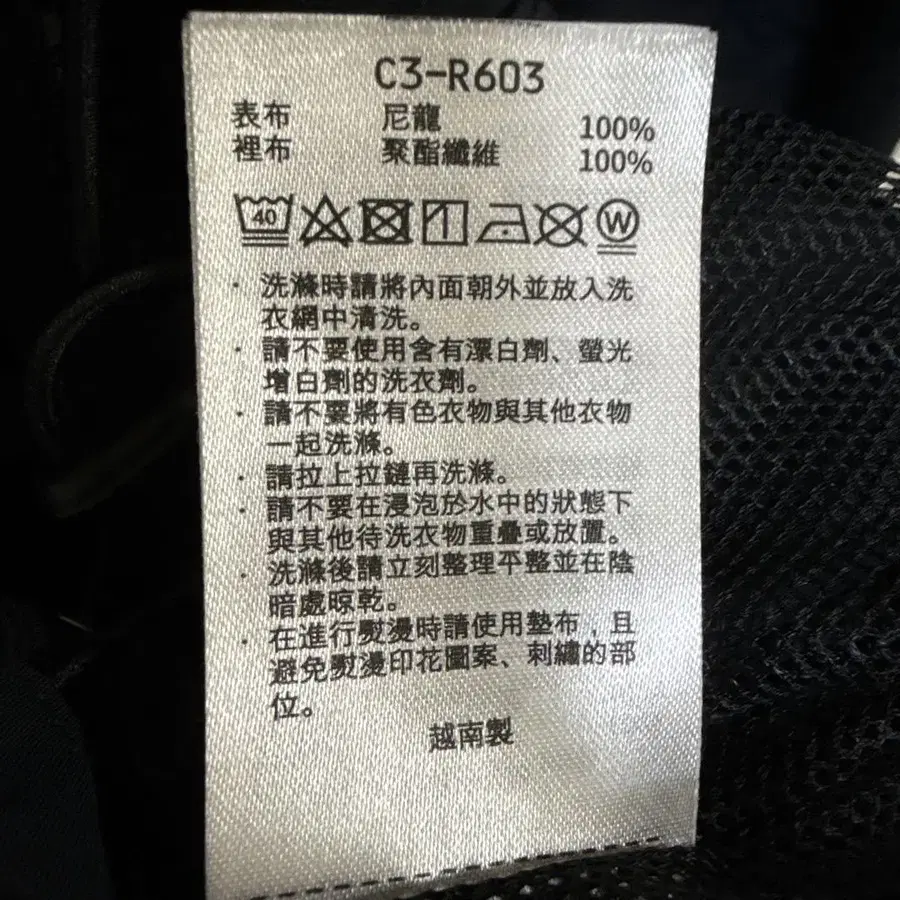 C3-R603
表布 尼龍 100%
裡布 聚酯纖維 100%
40 W
· 洗滌時請將內面朝外並放入洗
衣網中清洗。
· 請不要使用含有漂白劑、螢光
增白劑的洗衣劑。
· 請不要將有色衣物與其他衣物
一起洗滌。
· 請拉上拉鏈再洗滌。
· 請不要在浸泡於水中的狀態下
與其他待洗衣物重疊或放置。
· 洗滌後請立刻整理平整並在陰
暗處晾乾。
· 在進行熨燙時請使用墊布，且
避免熨燙印花圖案、刺繡的部
位。
越南製